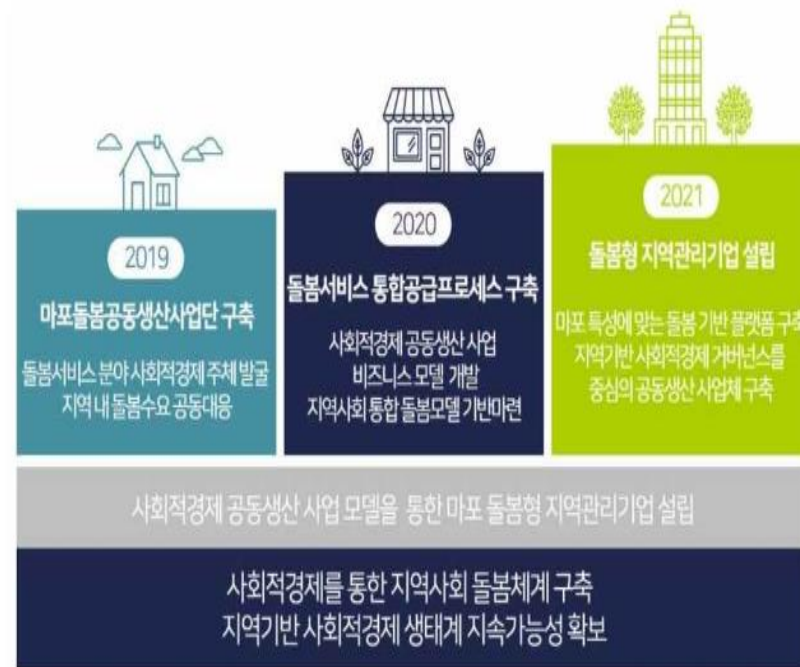 2019
마포돌봄공동생산사업단 구축
돌봄서비스 분야 사회적경제 주체 발굴
지역 내 돌봄수요 공동대응
2020
돌봄서비스 통합공급프로세스 구축
사회적경제 공동생산 사업
비즈니스 모델 개발
지역사회 통합 돌봄모델 기반마련
2021
돌봄형 지역관리기업 설립
마포 특성에 맞는 돌봄 기반 플랫폼 구축
지역기반 사회적경제 거버넌스를
중심의 공동생산 사업체 구축
사회적경제 공동생산 사업 모델을 통한 마포 돌봄형 지역관리기업 설립
사회적경제를 통한 지역사회 돌봄체계 구축
지역기반 사회적경제 생태계 지속가능성 확보